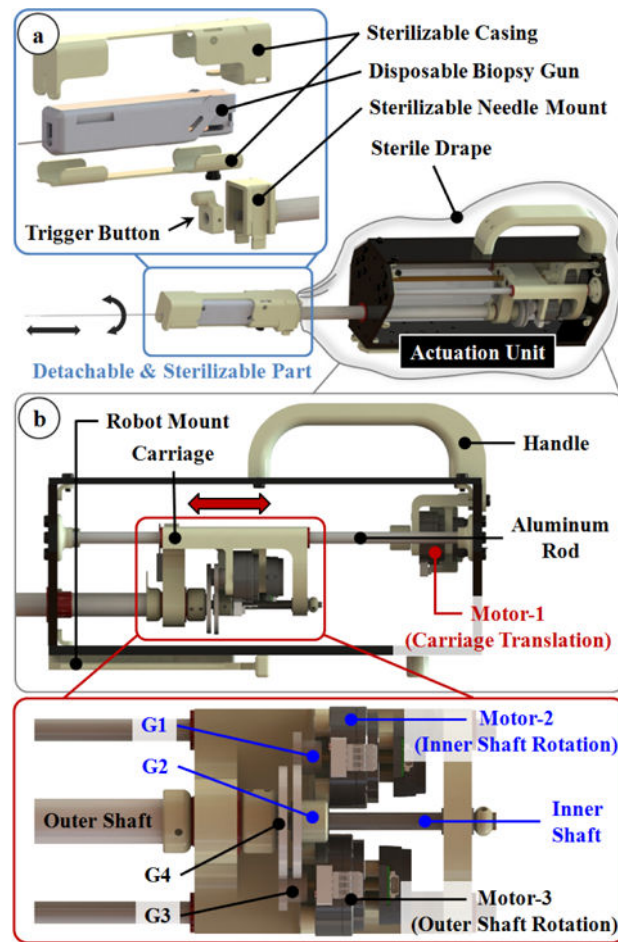 a
Sterilizable Casing
Disposable Biopsy Gun
Sterilizable Needle Mount
Sterile Drape
Trigger Button
Actuation Unit
Detachable & Sterilizable Part
b
Robot Mount
Carriage
Handle
Aluminum
Rod
Motor-1
(Carriage Translation)
G1
Motor-2
(Inner Shaft Rotation)
G2
Outer Shaft
Inner
Shaft
G4
G3
Motor-3
(Outer Shaft Rotation)